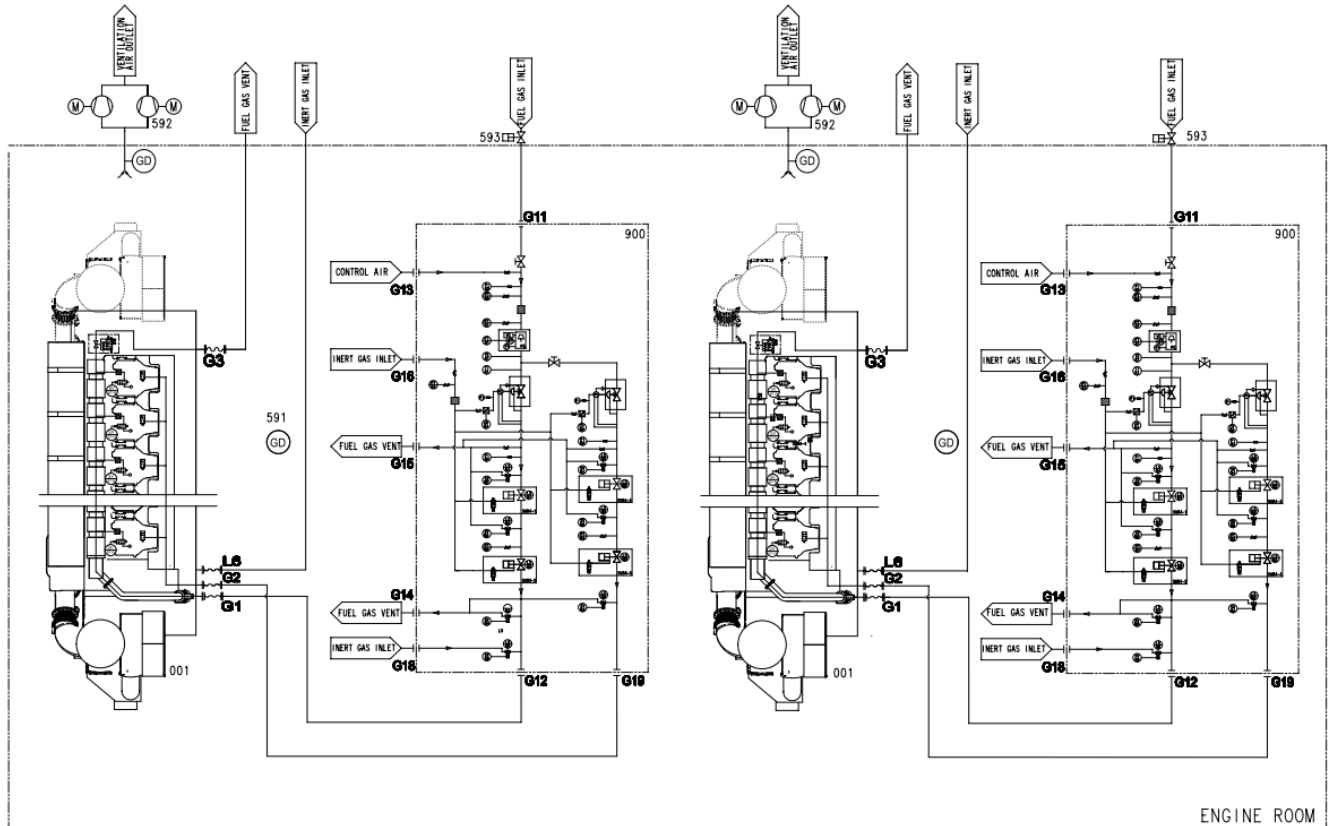 VENTILATION
AIR OUTLET
FUEL GAS VENT
INERT GAS INLET
FUEL GAS INLET
M
M
592
593
GD
G11
900
CONTROL AIR
G13
INERT GAS INLET
G16
G3
591
GD
FUEL GAS VENT
G15
L6
G2
G1
G14
FUEL GAS VENT
INERT GAS INLET
G18
G12
G19
001
VENTILATION
AIR OUTLET
FUEL GAS VENT
INERT GAS INLET
FUEL GAS INLET
M
M
592
593
GD
G11
900
CONTROL AIR
G13
INERT GAS INLET
G16
G3
GD
FUEL GAS VENT
G15
L6
G2
G1
G14
FUEL GAS VENT
INERT GAS INLET
G18
G12
G19
001
ENGINE ROOM